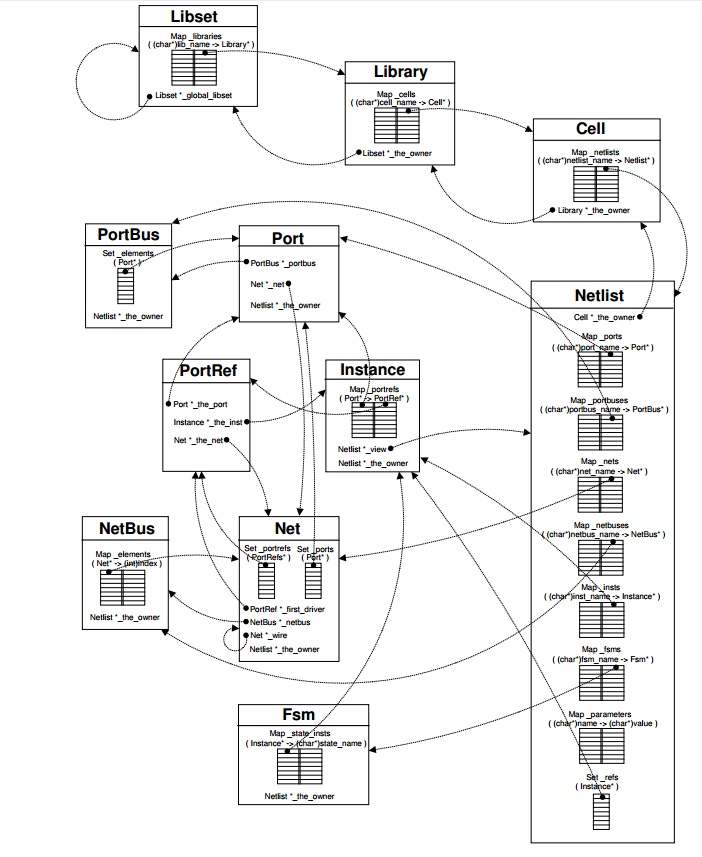 Libset
Map _libraries
( (char*)lib_name -> Library* )
Libset *_global_libset
Library
Map _cells
( (char*)cell_name -> Cell* )
Libset *_the_owner
Cell
Map _netlists
( (char*)netlist_name -> Netlist* )
Library *_the_owner
PortBus
Set _elements
( Port* )
Netlist *_the_owner
Port
PortBus *_portbus
Net *_net
Netlist *_the_owner
Netlist
Cell *_the_owner
Map _ports
( (char*)port_name -> Port* )
Map _portbuses
( (char*)portbus_name -> PortBus* )
Map _nets
( (char*)net_name -> Net* )
Map _netbuses
( (char*)netbus_name -> NetBus* )
Map _insts
( (char*)inst_name -> Instance* )
Map _fsms
( (char*)fsm_name -> Fsm* )
Map _parameters
( (char*)name -> (char*)value )
Set _refs
( Instance* )
PortRef
Port *_the_port
Instance *_the_inst
Net *_the_net
Instance
Map _portrefs
( Port* -> PortRef* )
Netlist *_view
Netlist *_the_owner
NetBus
Map _elements
( Net* -> (int)index )
Netlist *_the_owner
Net
Set _portrefs
( PortRefs* )
Set _ports
( Port* )
PortRef *_first_driver
NetBus *_netbus
Net *_wire
Netlist *_the_owner
Fsm
Map _state_insts
( Instance* -> (char*)state_name )
Netlist *_the_owner